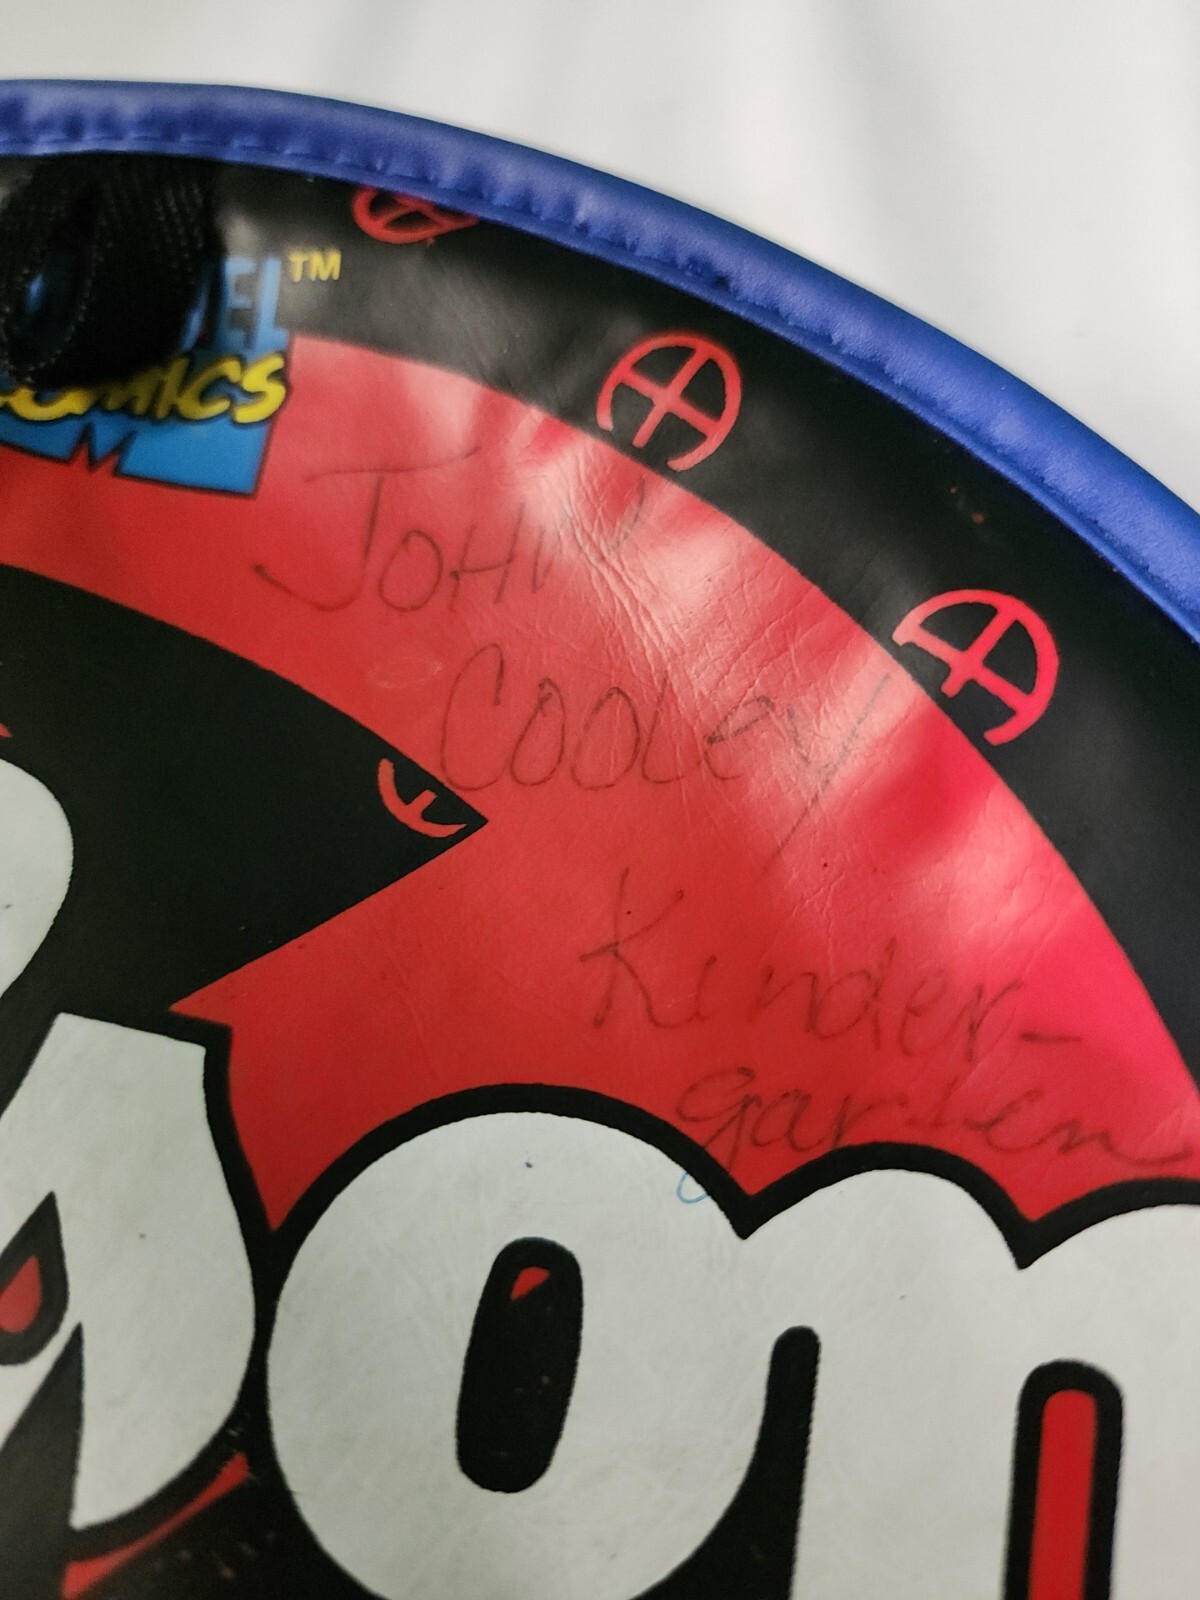 TM
COMICS
JOHN
COOLEY
Kinder-
garten